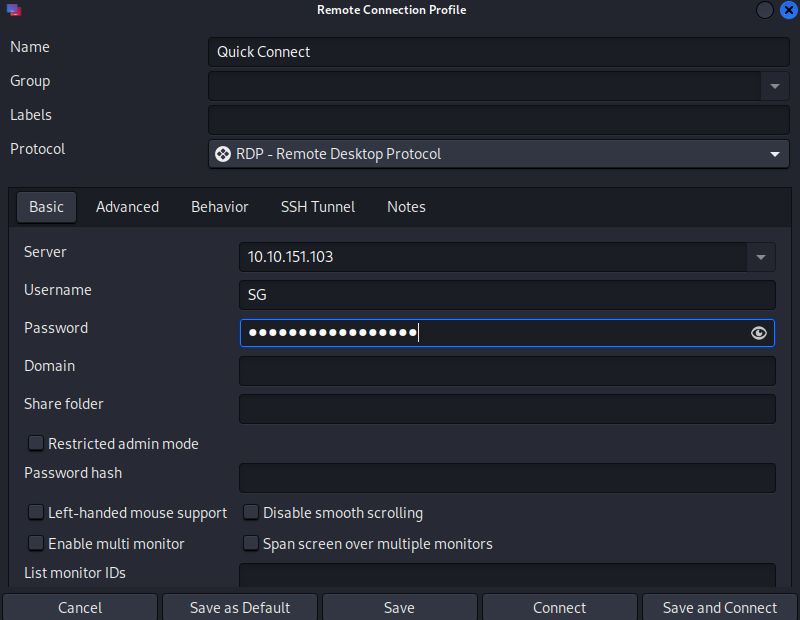 Remote Connection Profile
Name
Quick Connect
Group
Labels
Protocol
RDP - Remote Desktop Protocol
Basic Advanced Behavior SSH Tunnel Notes
Server
10.10.151.103
Username
SG
Password
●●●●●●●●●●●●●●●●●
Domain
Share folder
Restricted admin mode
Password hash
Left-handed mouse support Disable smooth scrolling
Enable multi monitor Span screen over multiple monitors
List monitor IDs
Cancel Save as Default Save Connect Save and Connect